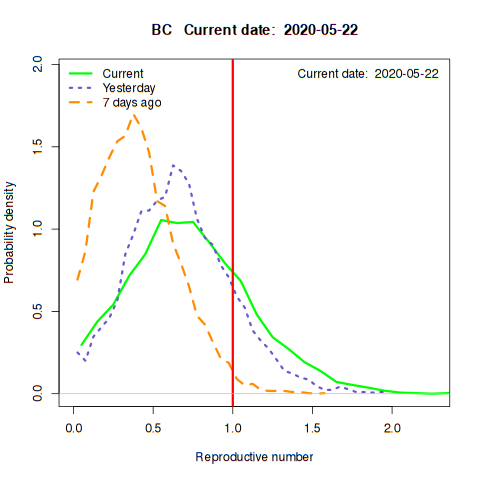 BC   Current date:  2020-05-22
Current date:  2020-05-22
Current
Yesterday
7 days ago
Probability density
0.0
0.5
1.0
1.5
2.0
0.0
0.5
1.0
1.5
2.0
Reproductive number